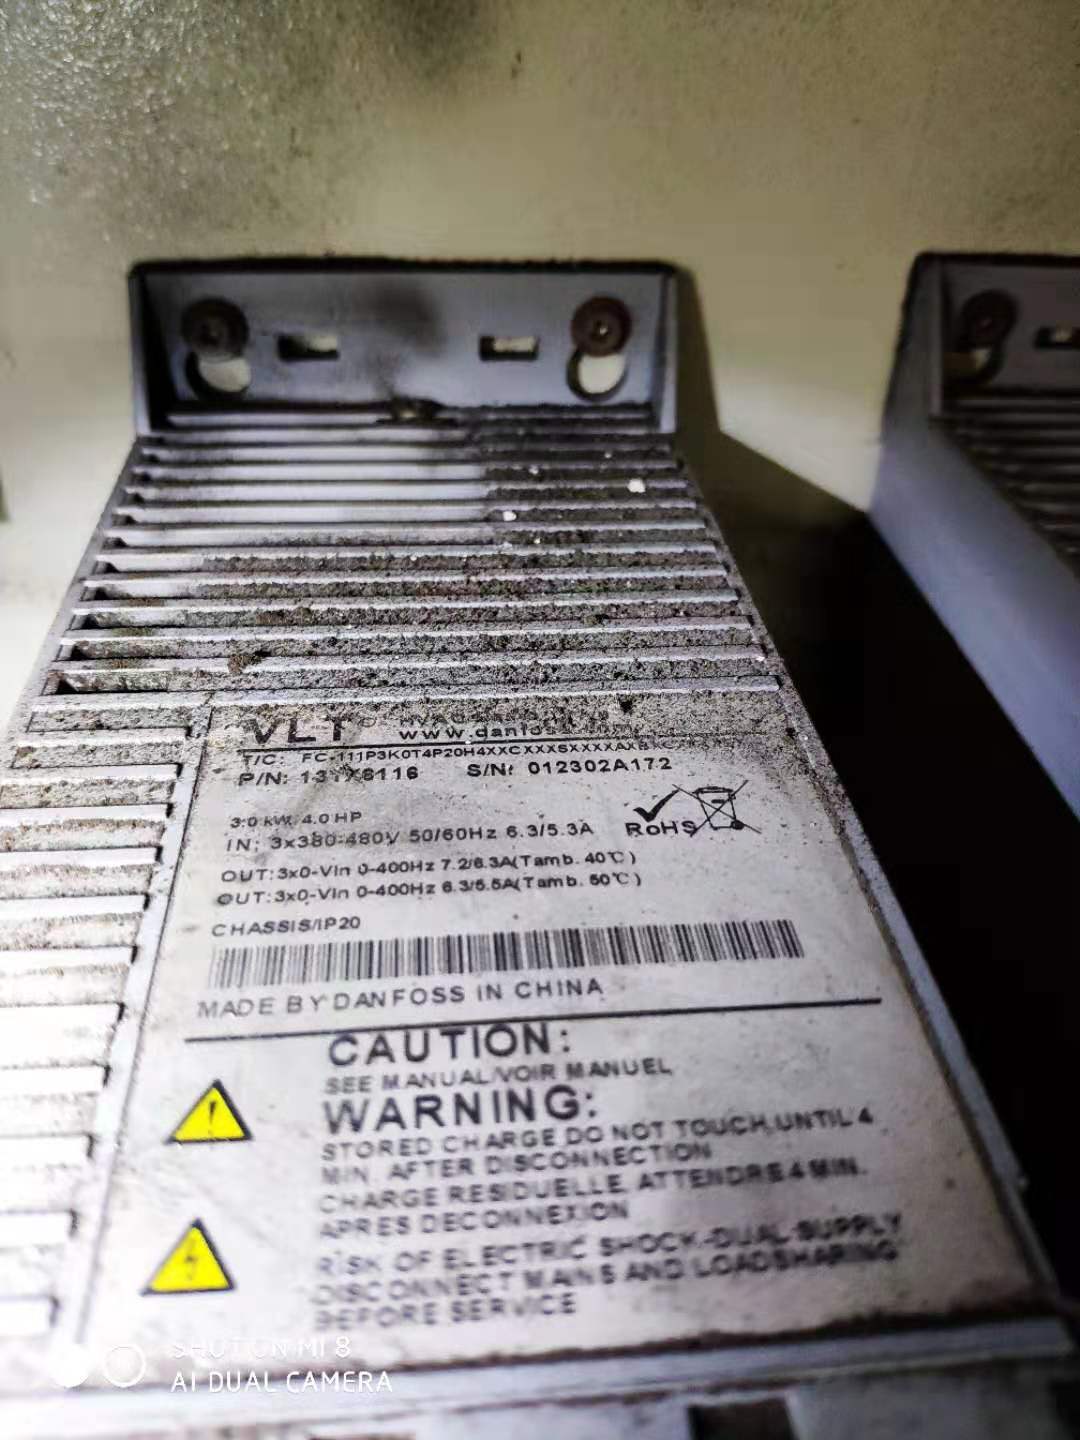 VLT®
www.danfoss
T/C: FC-111P3K0T4P20H4XXCXXXSXXXXAXBXC
P/N: 131X8116 S/N: 012302A172
3.0 kW, 4.0 HP
RoHS
IN: 3x380-480V 50/60Hz 6.3/5.3A
OUT:3x0-Vin 0-400Hz 7.2/6.3A(Tamb. 40℃)
OUT:3x0-Vin 0-400Hz 6.3/5.5A(Tamb. 50℃)
CHASSIS/IP20
MADE BY DANFOSS IN CHINA
CAUTION:
SEE MANUAL/VOIR MANUEL
WARNING:
STORED CHARGE DO NOT TOUCH UNTIL 4
MIN. AFTER DISCONNECTION
CHARGE RESIDUELLE, ATTENDRE 4 MIN.
APRES DECONNEXION
RISK OF ELECTRIC SHOCK-DUAL SUPPLY
DISCONNECT MAINS AND LOADSHARING
BEFORE SERVICE
SHOT ON MI 8
AI DUAL CAMERA